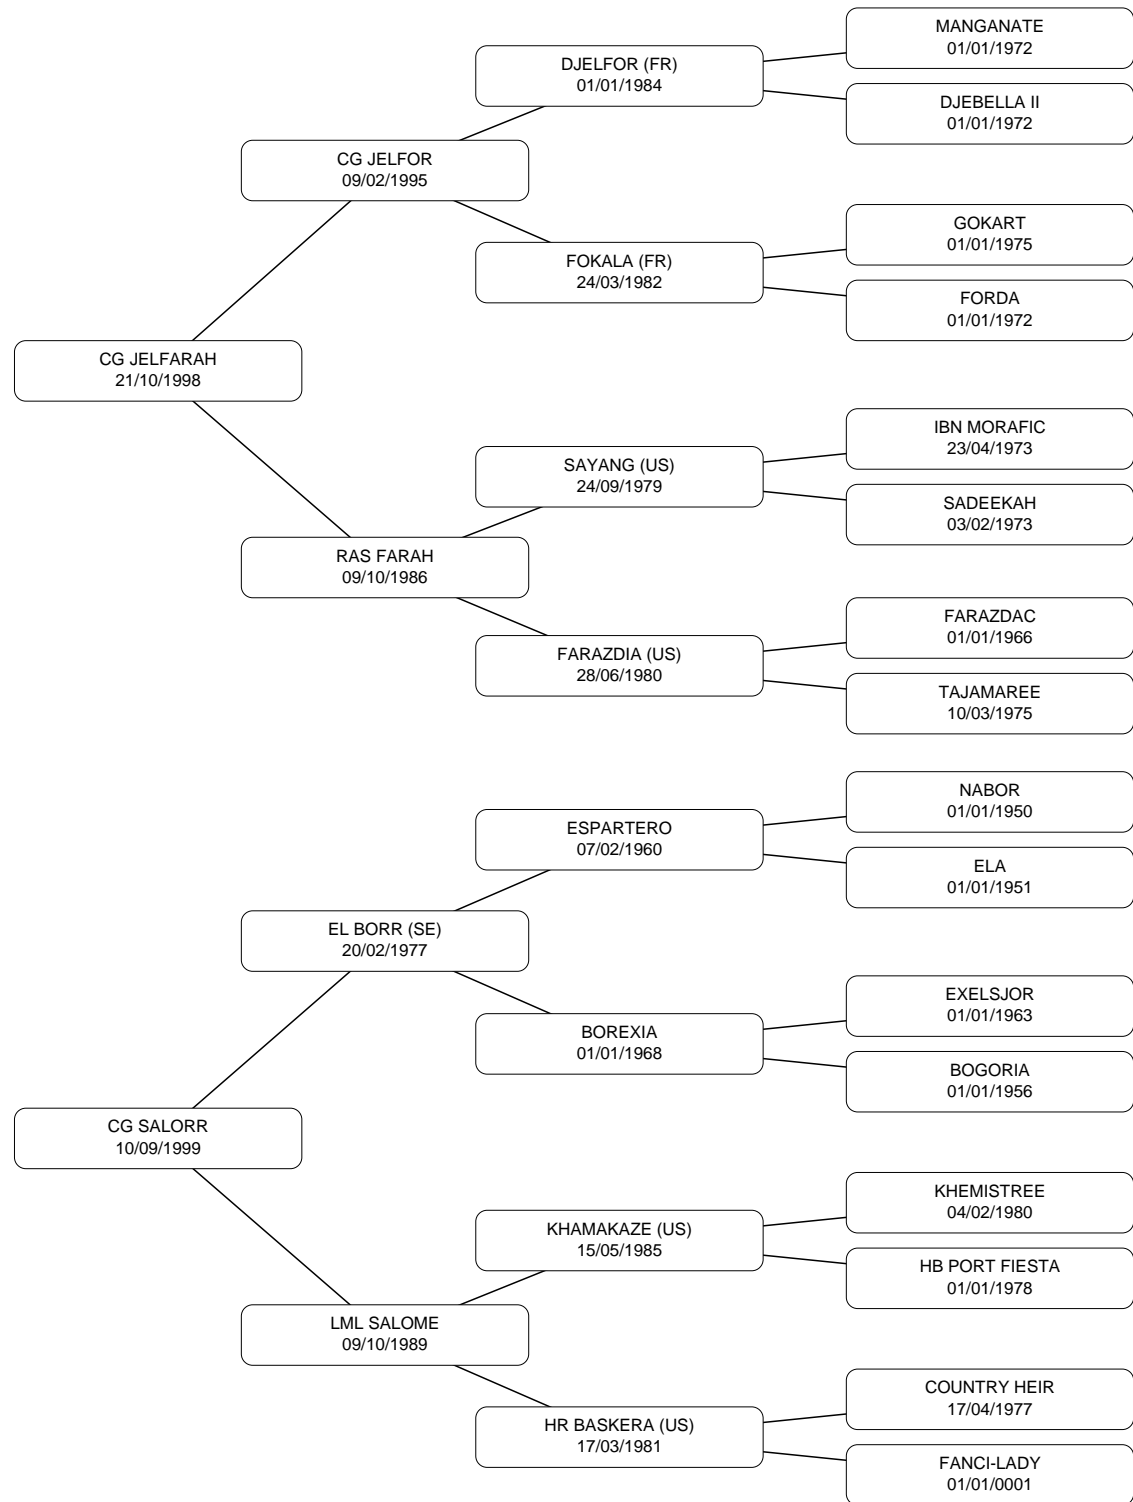 MANGANATE
01/01/1972
DJELFOR (FR)
01/01/1984
DJEBELLA II
01/01/1972
CG JELFOR
09/02/1995
GOKART
01/01/1975
FOKALA (FR)
24/03/1982
FORDA
01/01/1972
CG JELFARAH
21/10/1998
IBN MORAFIC
23/04/1973
SAYANG (US)
24/09/1979
SADEEKAH
03/02/1973
RAS FARAH
09/10/1986
FARAZDAC
01/01/1966
FARAZDIA (US)
28/06/1980
TAJAMAREE
10/03/1975
NABOR
01/01/1950
ESPARTERO
07/02/1960
ELA
01/01/1951
EL BORR (SE)
20/02/1977
EXELSJOR
01/01/1963
BOREXIA
01/01/1968
BOGORIA
01/01/1956
CG SALORR
10/09/1999
KHEMISTREE
04/02/1980
KHAMAKAZE (US)
15/05/1985
HB PORT FIESTA
01/01/1978
LML SALOME
09/10/1989
COUNTRY HEIR
17/04/1977
HR BASKERA (US)
17/03/1981
FANCI-LADY
01/01/0001